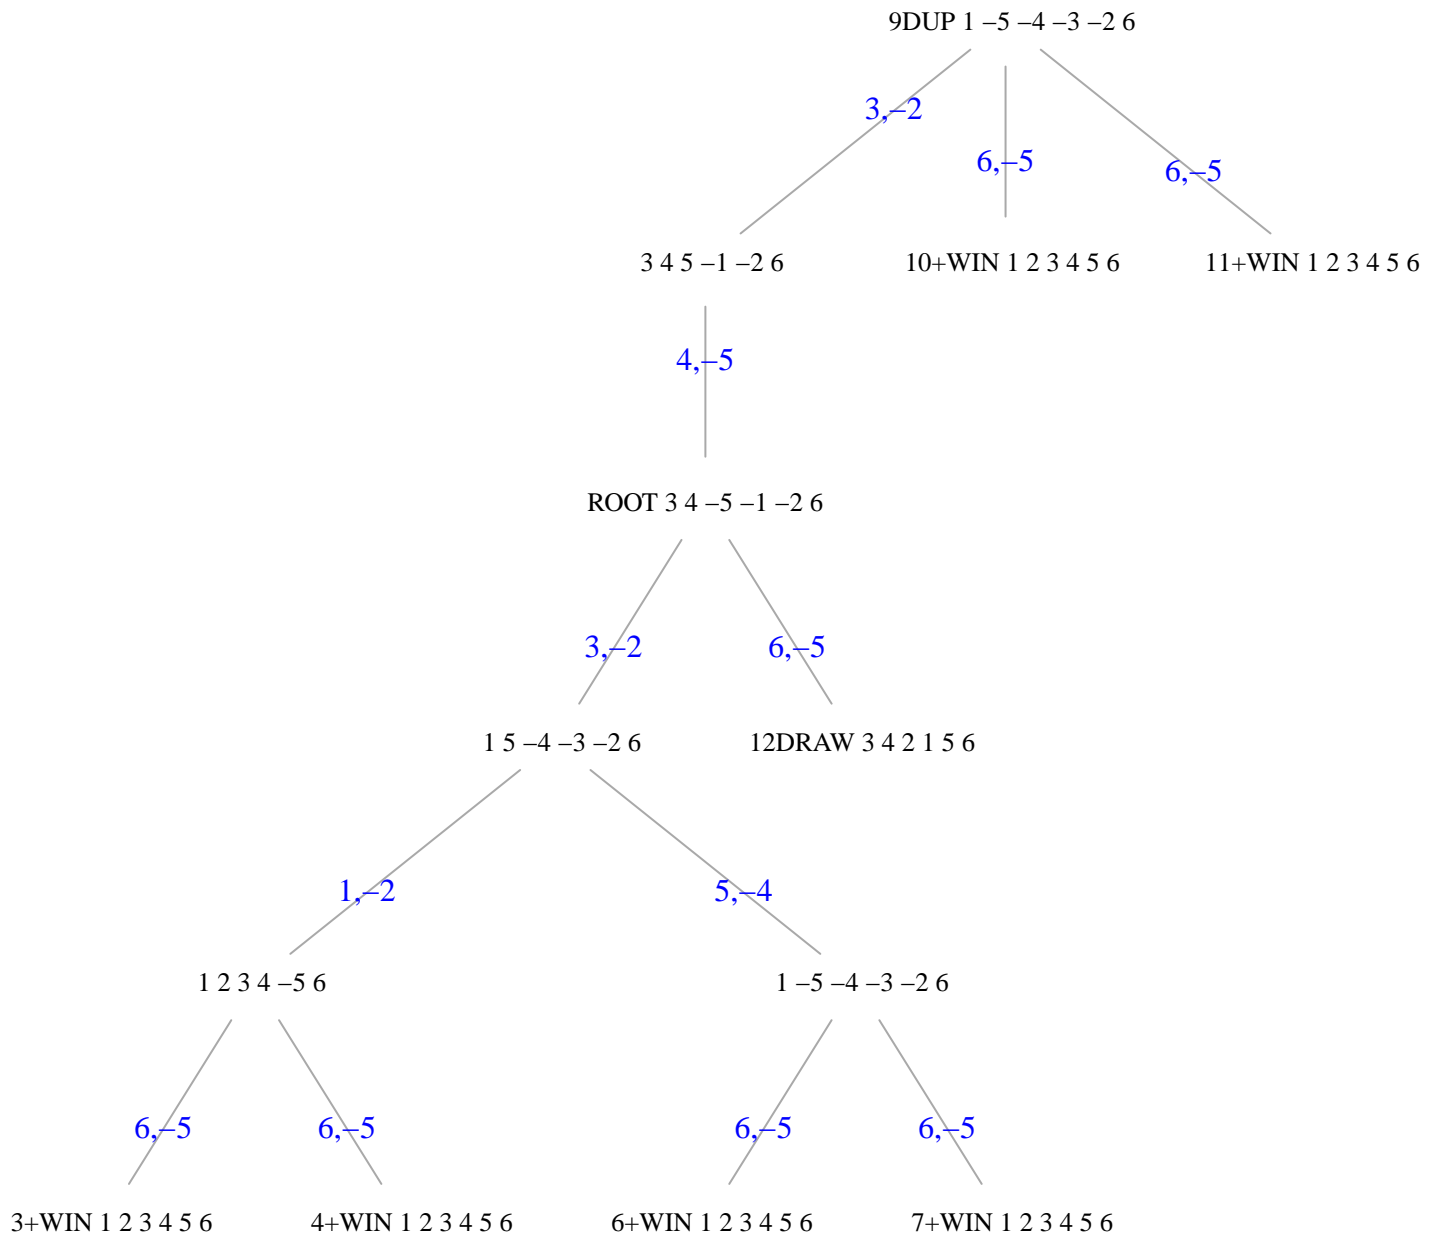 9DUP 1 –5 –4 –3 –2 6
3,–2
6,–5
6,–5
3 4 5 –1 –2 6
10+WIN 1 2 3 4 5 6
11+WIN 1 2 3 4 5 6
4,–5
ROOT 3 4 –5 –1 –2 6
3,–2
6,–5
1 5 –4 –3 –2 6
12DRAW 3 4 2 1 5 6
1,–2
5,–4
1 2 3 4 –5 6
1 –5 –4 –3 –2 6
6,–5
6,–5
6,–5
6,–5
3+WIN 1 2 3 4 5 6
4+WIN 1 2 3 4 5 6
6+WIN 1 2 3 4 5 6
7+WIN 1 2 3 4 5 6